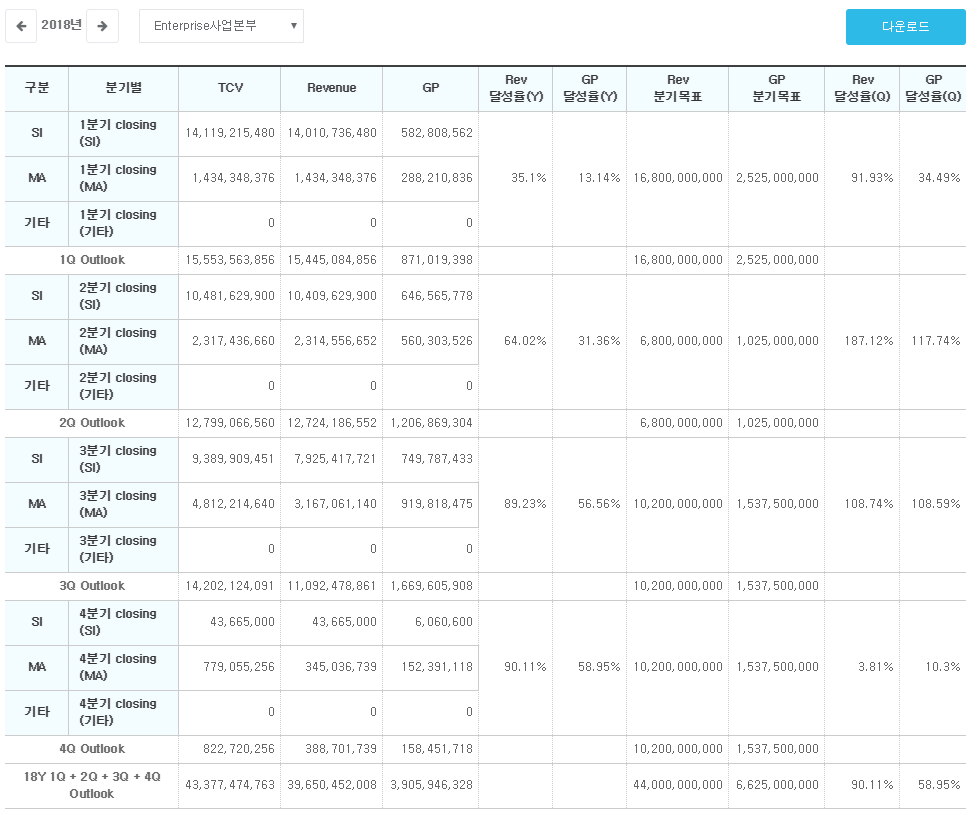 2018년 Enterprise사업본부 다운로드
구분 분기별 TCV Revenue GP Rev 달성율(Y) GP 달성율(Y) Rev 분기목표 GP 분기목표 Rev 달성율(Q) GP 달성율(Q)
SI 1분기 closing (SI) 14,119,215,480 14,010,736,480 582,808,562
MA 1분기 closing (MA) 1,434,348,376 1,434,348,376 288,210,836 35.1% 13.14% 16,800,000,000 2,525,000,000 91.93% 34.49%
기타 1분기 closing (기타) 0 0 0
1Q Outlook 15,553,563,856 15,445,084,856 871,019,398 16,800,000,000 2,525,000,000
SI 2분기 closing (SI) 10,481,629,900 10,409,629,900 646,565,778
MA 2분기 closing (MA) 2,317,436,660 2,314,556,652 560,303,526 64.02% 31.36% 6,800,000,000 1,025,000,000 187.12% 117.74%
기타 2분기 closing (기타) 0 0 0
2Q Outlook 12,799,066,560 12,724,186,552 1,206,869,304 6,800,000,000 1,025,000,000
SI 3분기 closing (SI) 9,389,909,451 7,925,417,721 749,787,433
MA 3분기 closing (MA) 4,812,214,640 3,167,061,140 919,818,475 89.23% 56.56% 10,200,000,000 1,537,500,000 108.74% 108.59%
기타 3분기 closing (기타) 0 0 0
3Q Outlook 14,202,124,091 11,092,478,861 1,669,605,908 10,200,000,000 1,537,500,000
SI 4분기 closing (SI) 43,665,000 43,665,000 6,060,600
MA 4분기 closing (MA) 779,055,256 345,036,739 152,391,118 90.11% 58.95% 10,200,000,000 1,537,500,000 3.81% 10.3%
기타 4분기 closing (기타) 0 0 0
4Q Outlook 822,720,256 388,701,739 158,451,718 10,200,000,000 1,537,500,000
18Y 1Q + 2Q + 3Q + 4Q Outlook 43,377,474,763 39,650,452,008 3,905,946,328 44,000,000,000 6,625,000,000 90.11% 58.95%